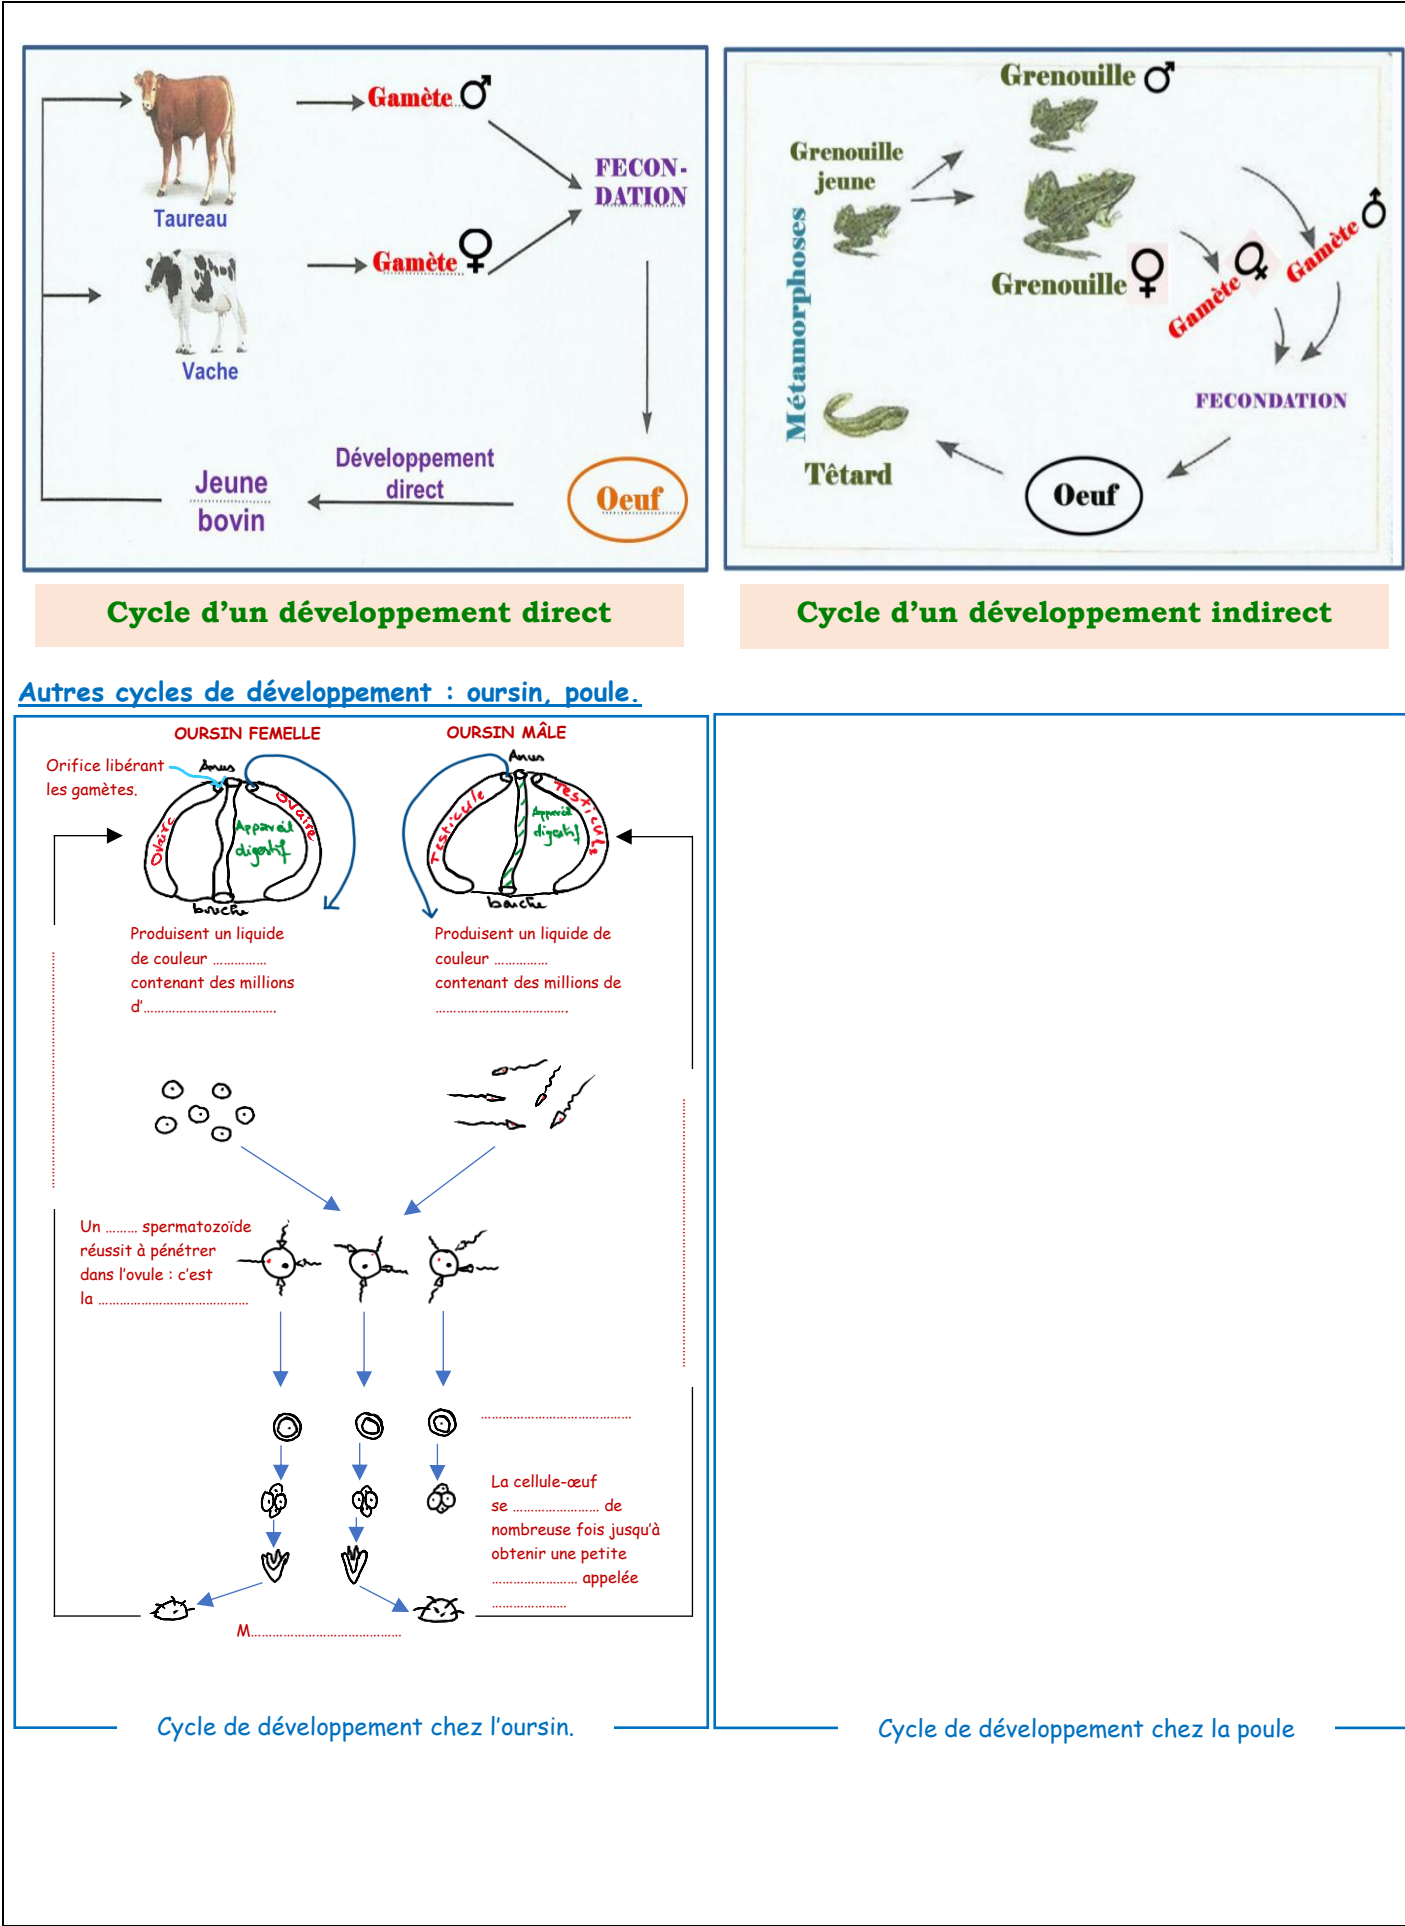 Taureau
Gamète ♂
Vache
Gamète ♀
FECON-
DATION
Oeuf
Développement
direct
Jeune
bovin
Grenouille ♂
Grenouille
jeune
Grenouille ♀
Gamète ♀
Gamète ♂
Métamorphoses
FECONDATION
Têtard
Oeuf
Cycle d'un développement direct
Cycle d'un développement indirect
Autres cycles de développement : oursin, poule.
OURSIN FEMELLE
OURSIN MÂLE
Orifice libérant
les gamètes.
Anus
Ovaire
Ovaire
Appareil
digestif
bouche
Anus
Testicule
Testicule
Appareil
digestif
bouche
Produisent un liquide
de couleur ……………
contenant des millions
d'……………………………….
Produisent un liquide de
couleur ……………
contenant des millions de
……………………………….
Un ……… spermatozoïde
réussit à pénétrer
dans l'ovule : c'est
la ……………………………………
……………………………………
La cellule-œuf
se …………………… de
nombreuse fois jusqu'à
obtenir une petite
…………………… appelée
…………………
M……………………………………
Cycle de développement chez l'oursin.
Cycle de développement chez la poule